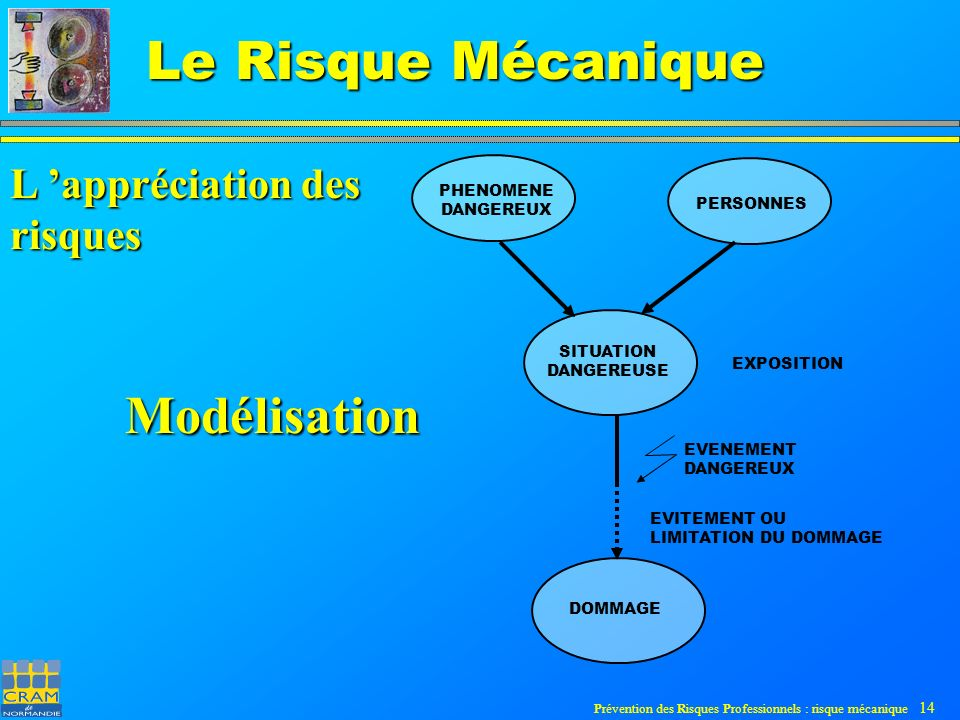 Le Risque Mécanique
L ’appréciation des
risques
PHENOMENE
DANGEREUX
PERSONNES
SITUATION
DANGEREUSE
EXPOSITION
Modélisation
EVENEMENT
DANGEREUX
EVITEMENT OU
LIMITATION DU DOMMAGE
DOMMAGE
CRAM
de
NORMANDIE
Prévention des Risques Professionnels : risque mécanique 14